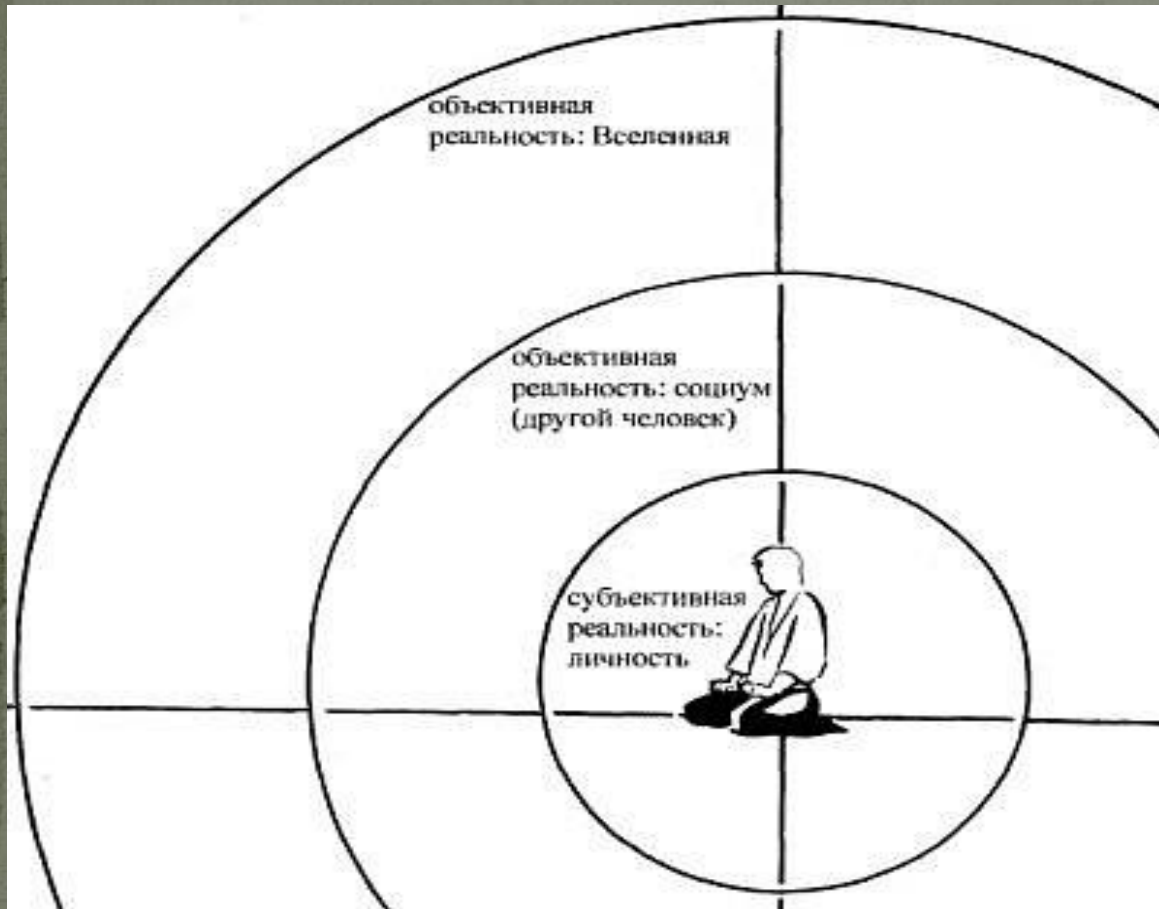 объективная
реальность: Вселенная
объективная
реальность: социум
(другой человек)
субъективная
реальность:
личность